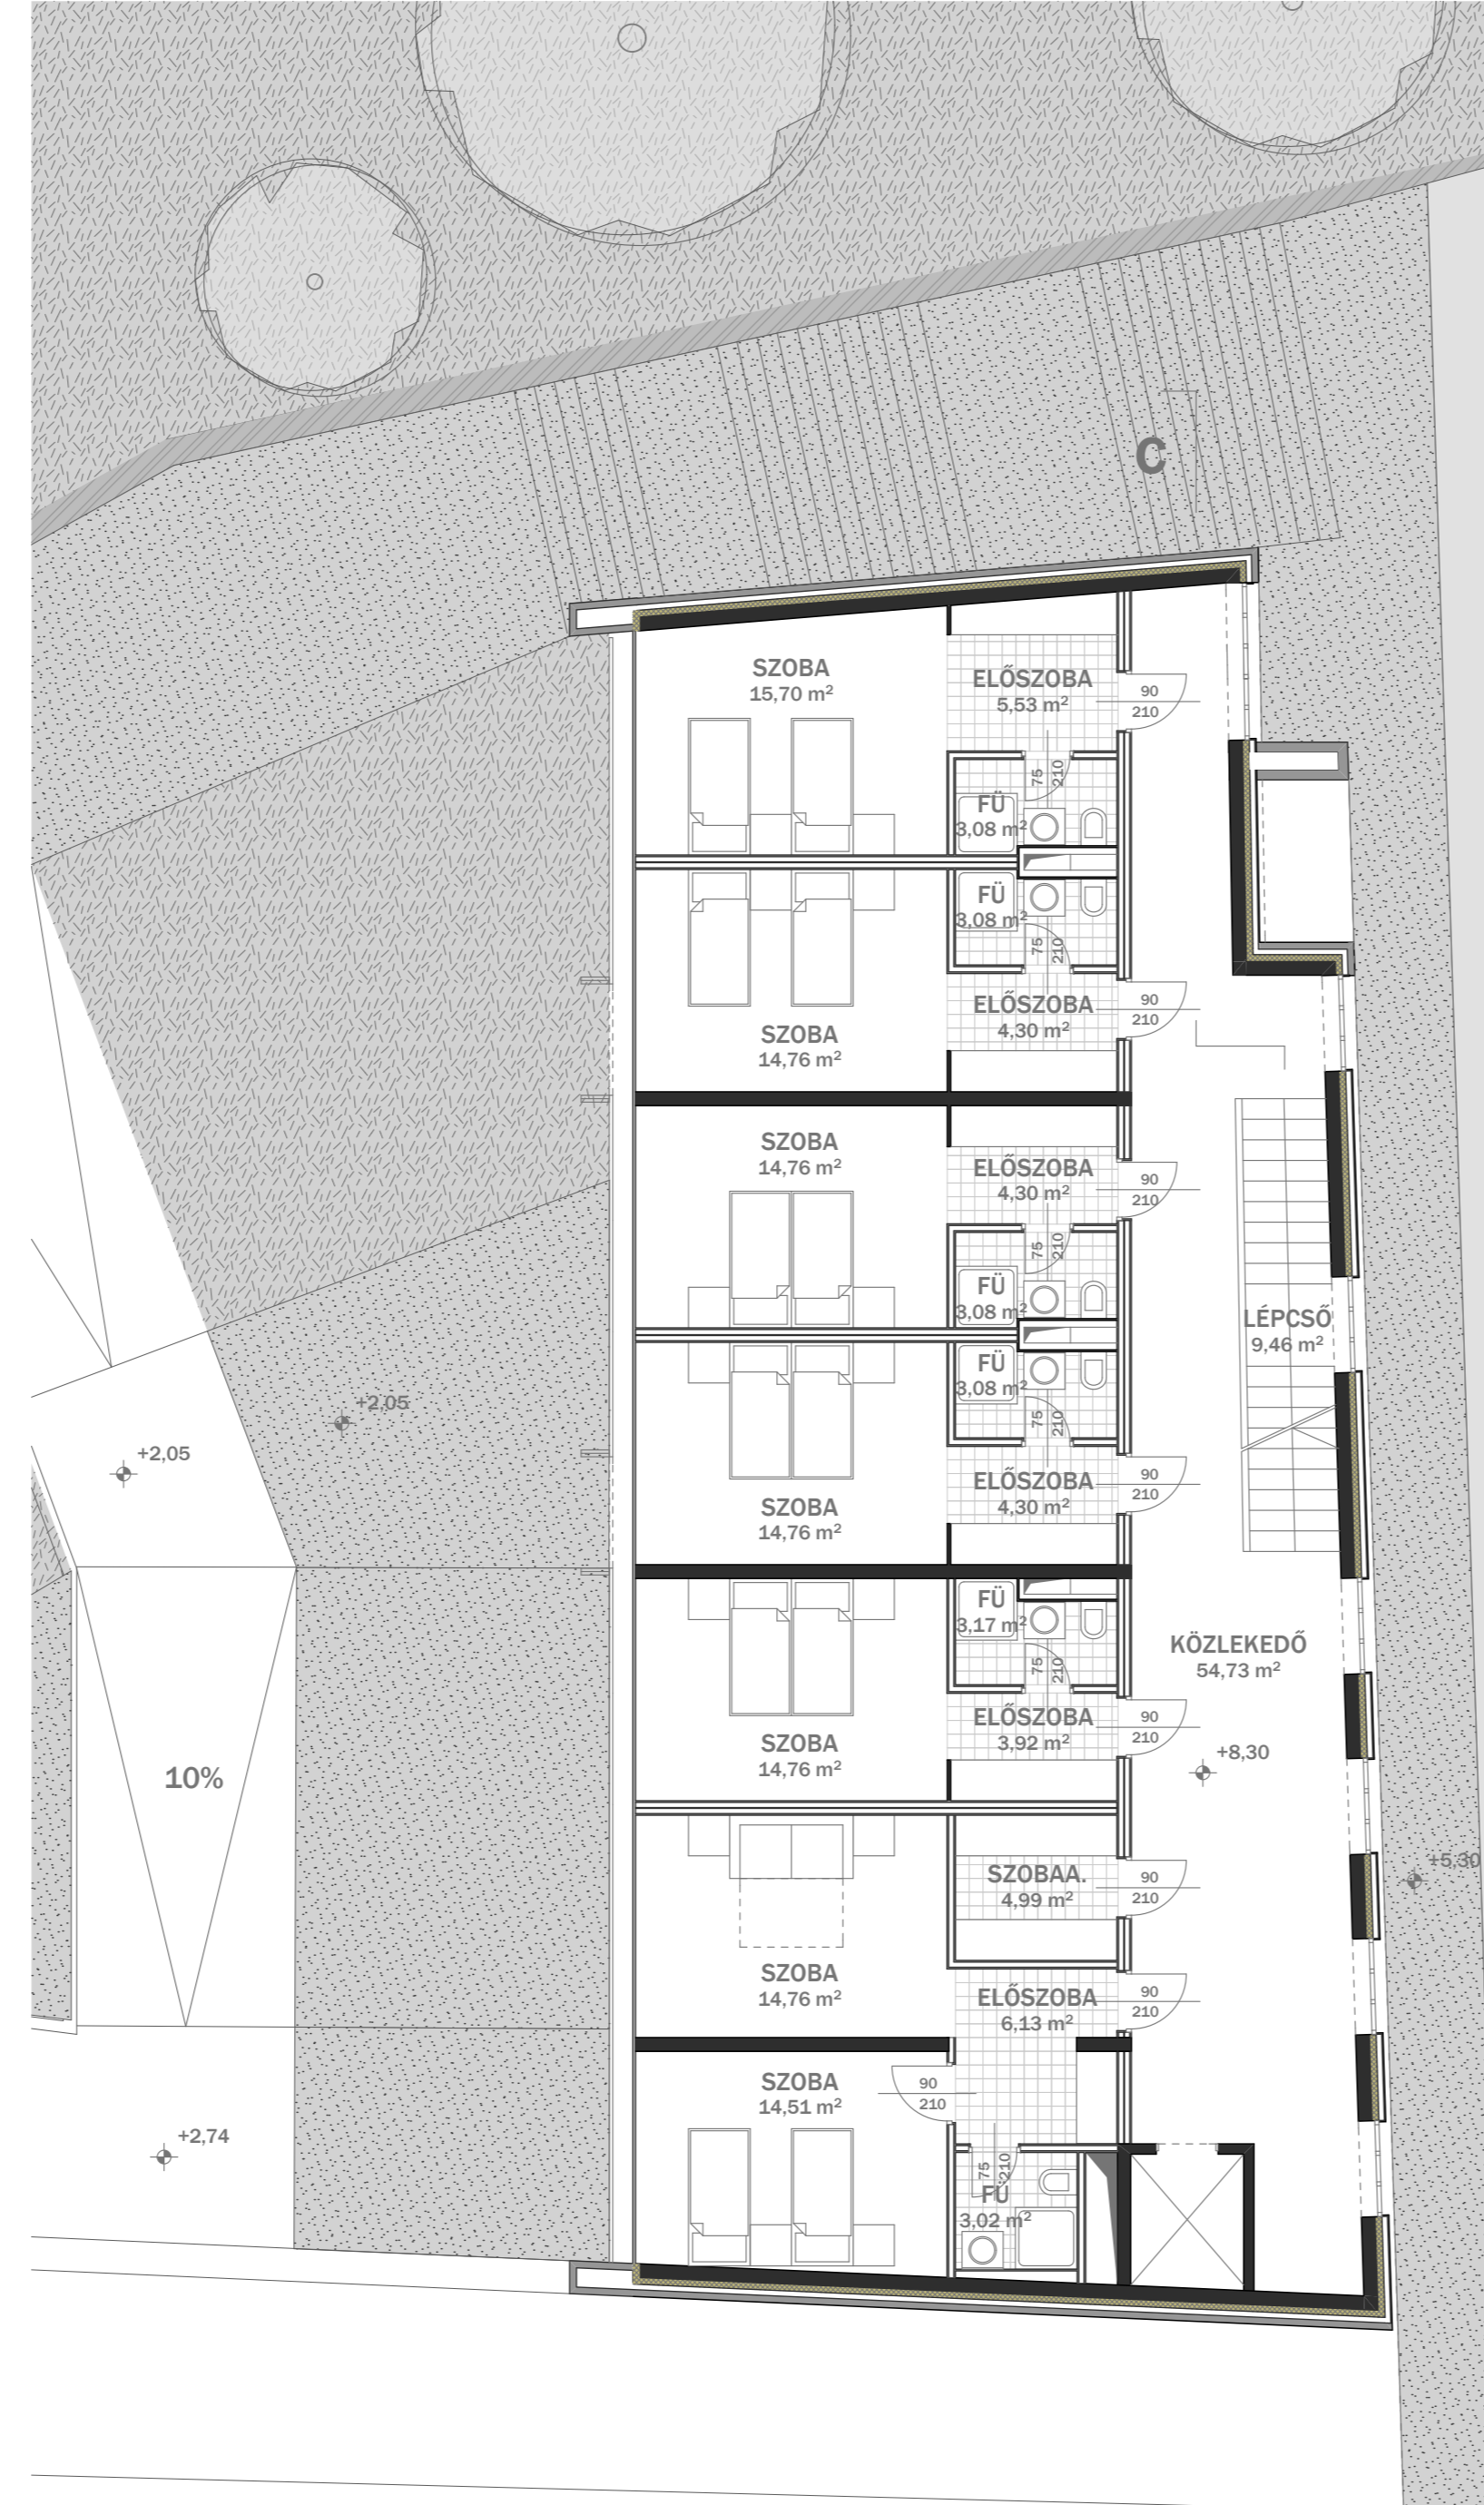 C
SZOBA
15,70 m²
ELŐSZOBA
5,53 m²
90
210
75
210
FÜ
3,08 m²
FÜ
3,08 m²
75
210
ELŐSZOBA
4,30 m²
90
210
SZOBA
14,76 m²
SZOBA
14,76 m²
ELŐSZOBA
4,30 m²
90
210
75
210
FÜ
3,08 m²
LÉPCSŐ
9,46 m²
FÜ
3,08 m²
75
210
+2,05
+2,05
ELŐSZOBA
4,30 m²
90
210
SZOBA
14,76 m²
FÜ
3,17 m²
75
210
KÖZLEKEDŐ
54,73 m²
ELŐSZOBA
3,92 m²
90
210
SZOBA
14,76 m²
+8,30
10%
+5,30
SZOBAA.
4,99 m²
90
210
SZOBA
14,76 m²
ELŐSZOBA
6,13 m²
90
210
SZOBA
14,51 m²
90
210
+2,74
75
210
FÜ
3,02 m²